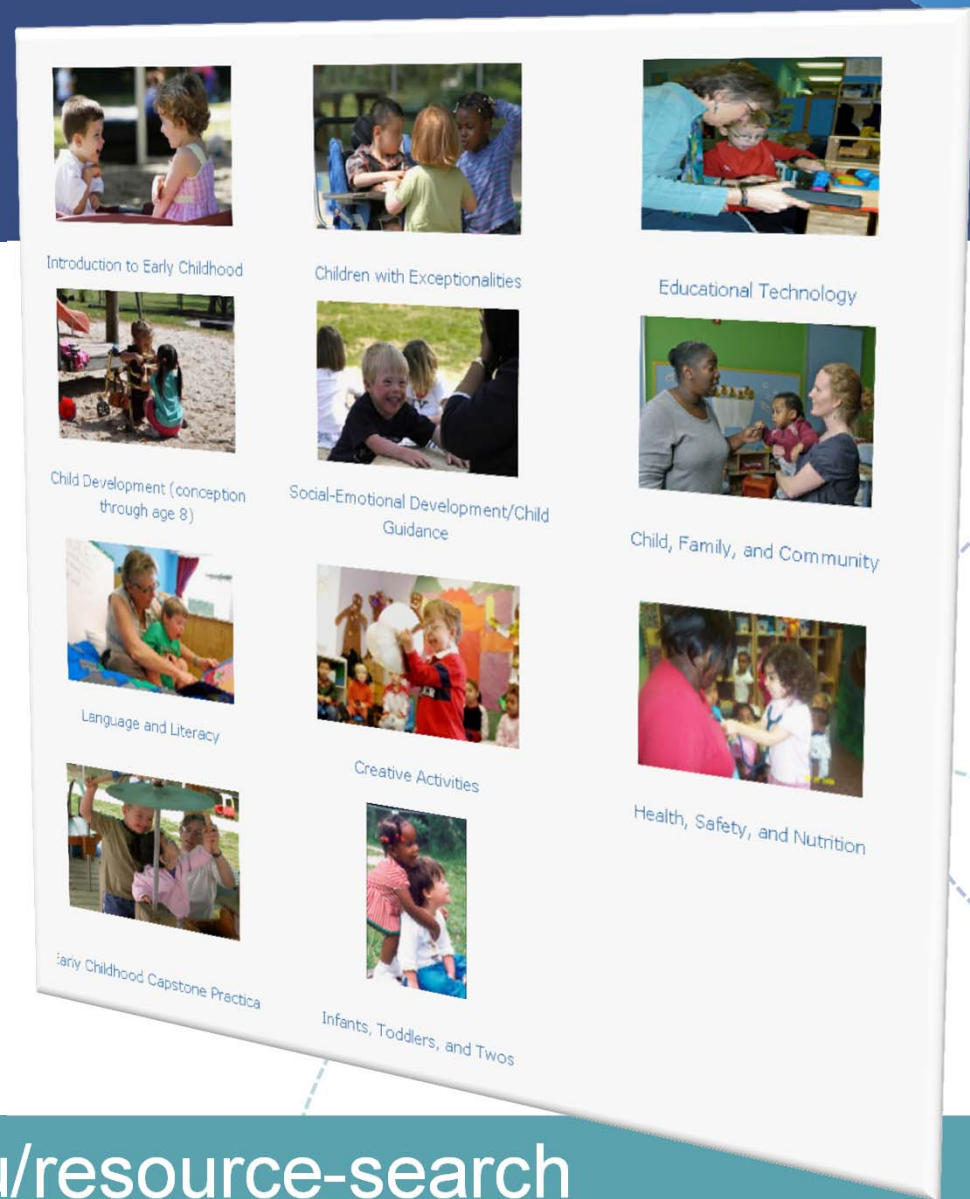 Introduction to Early Childhood
Children with Exceptionalities
Educational Technology
Child Development (conception
through age 8)
Social-Emotional Development/Child
Guidance
Child, Family, and Community
Language and Literacy
Creative Activities
Health, Safety, and Nutrition
Early Childhood Capstone Practica
Infants, Toddlers, and Twos
u/resource-search